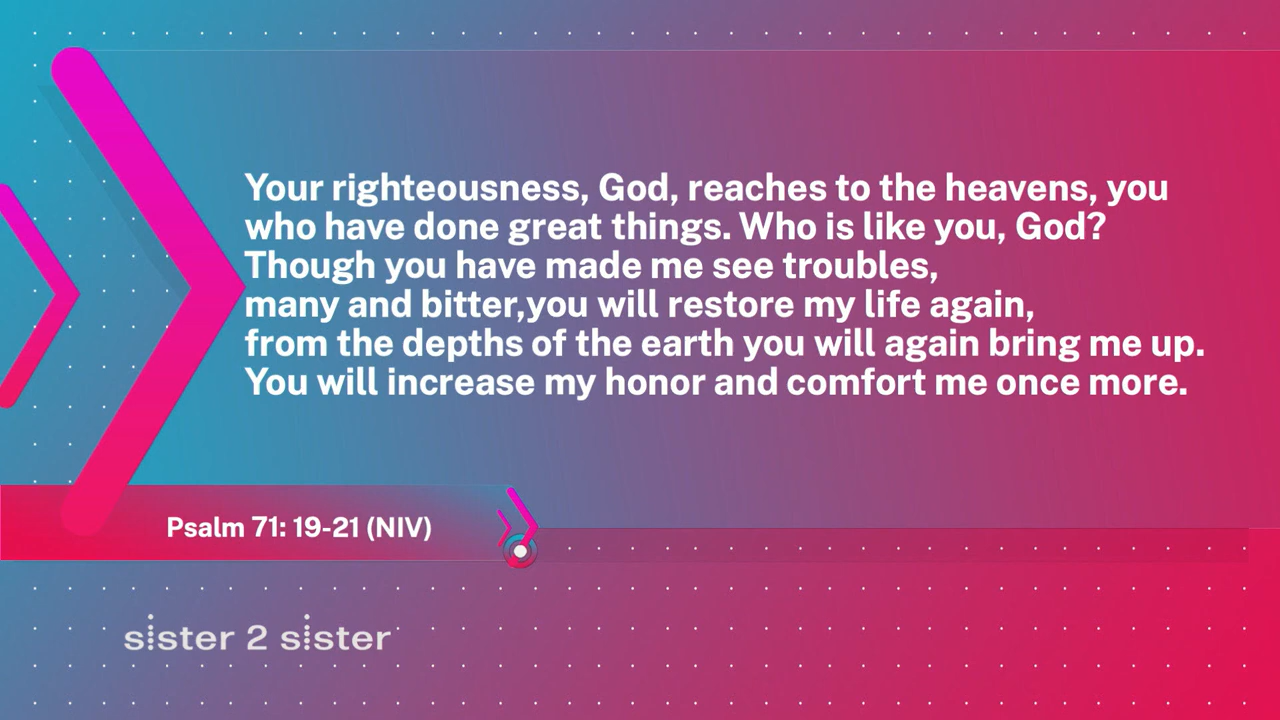 Your righteousness, God, reaches to the heavens, you
who have done great things. Who is like you, God?
Though you have made me see troubles,
many and bitter,you will restore my life again,
from the depths of the earth you will again bring me up.
You will increase my honor and comfort me once more.
Psalm 71: 19-21 (NIV)
sister 2 sister